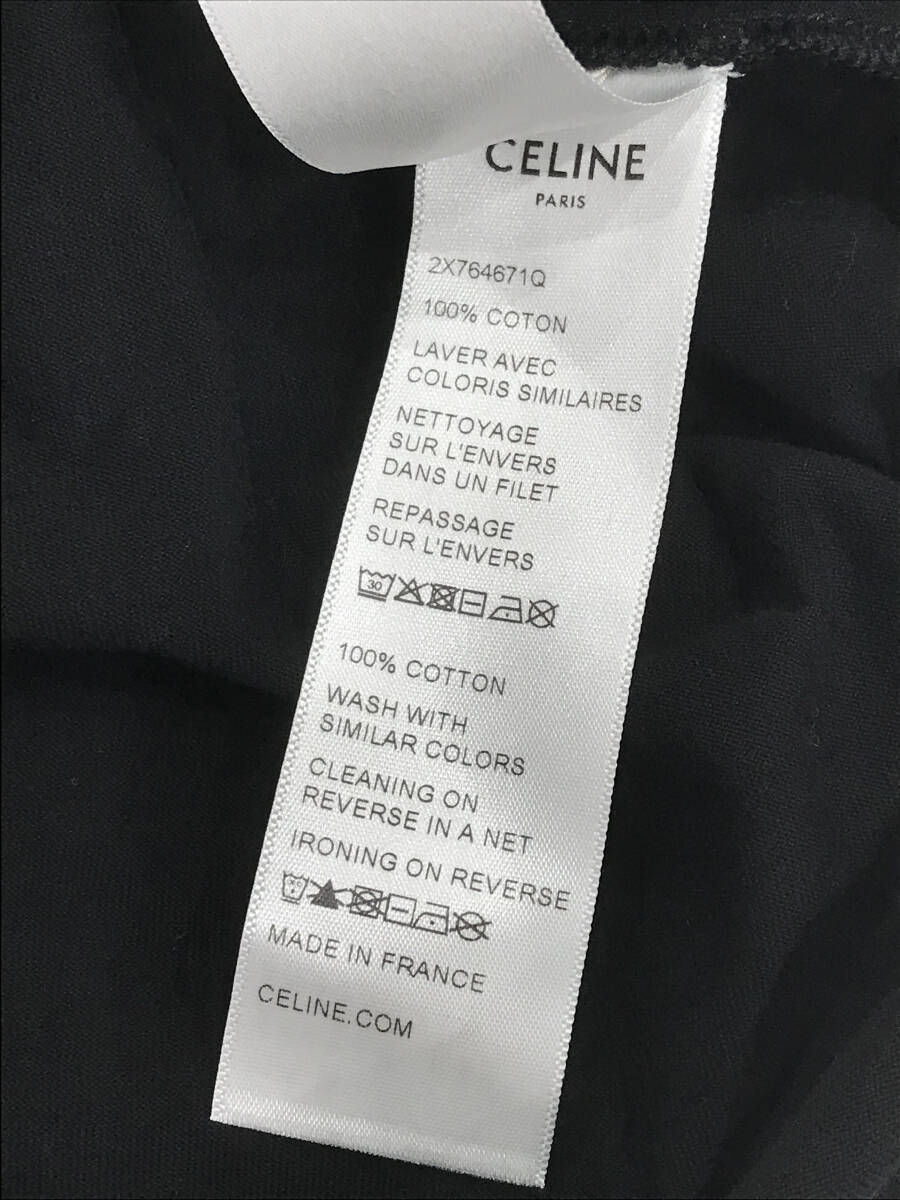 CELINE
PARIS
2X764671Q
100% COTON
LAVER AVEC
COLORIS SIMILAIRES
NETTOYAGE
SUR L'ENVERS
DANS UN FILET
REPASSAGE
SUR L'ENVERS
30
100% COTTON
WASH WITH
SIMILAR COLORS
CLEANING ON
REVERSE IN A NET
IRONING ON REVERSE
MADE IN FRANCE
CELINE.COM